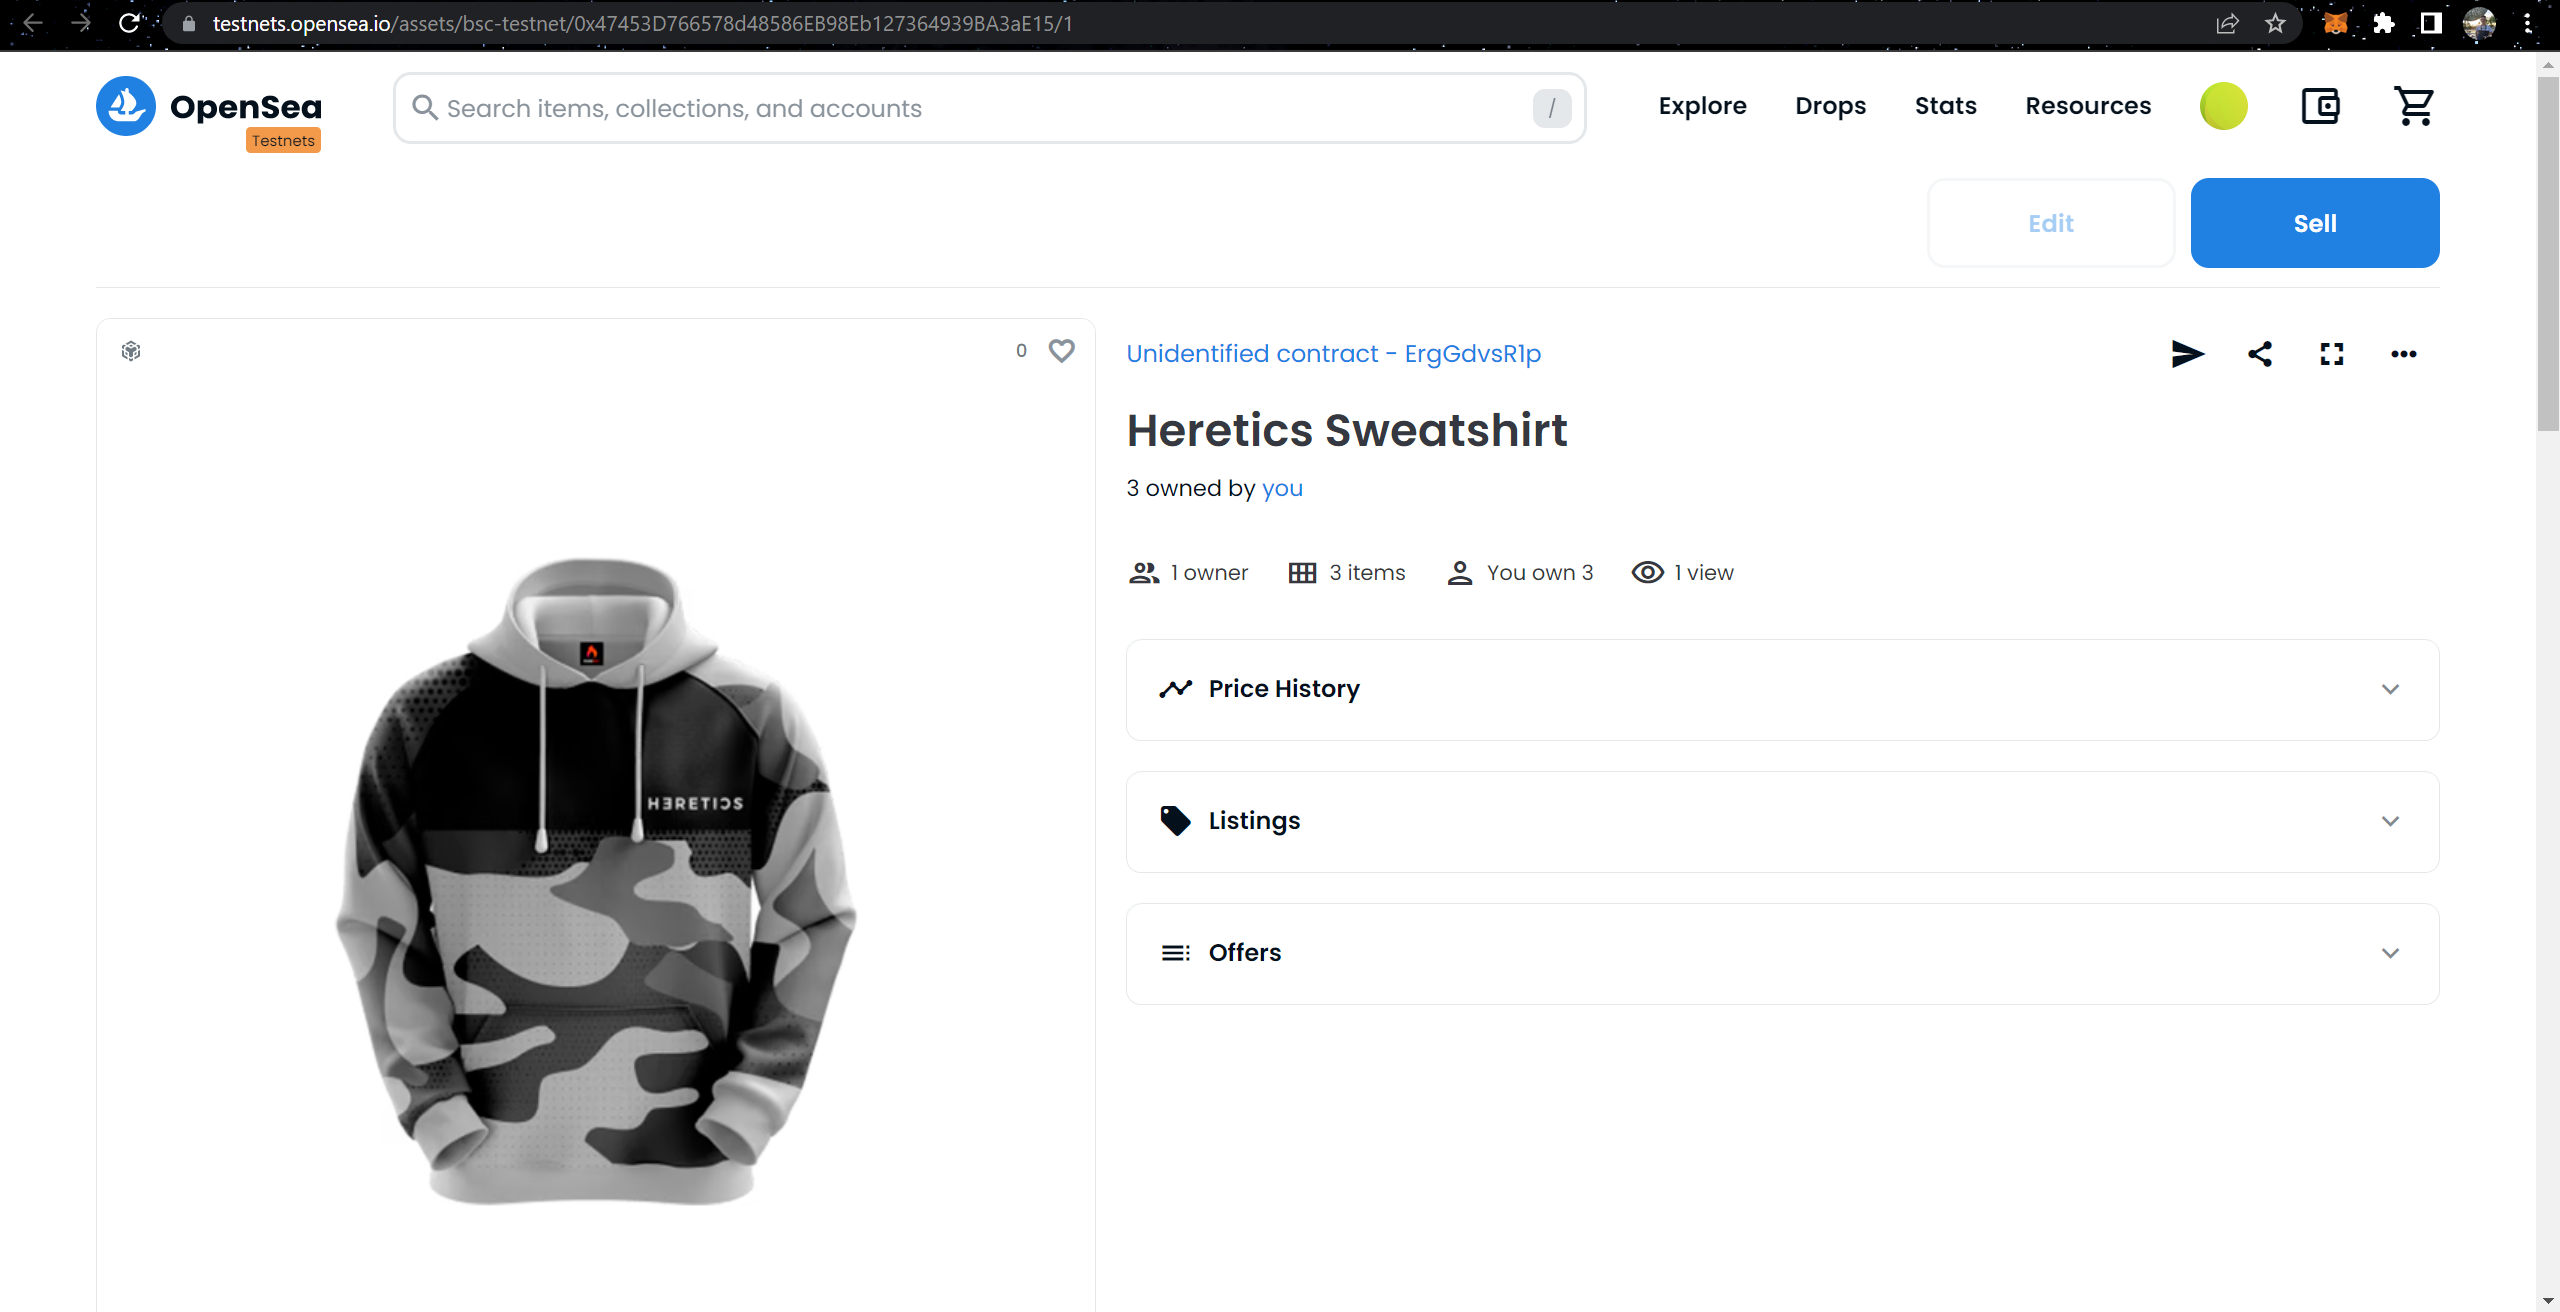 testnets.opensea.io/assets/bsc-testnet/0x47453D766578d48586EB98Eb127364939BA3aE15/1
OpenSea
Testnets
Search items, collections, and accounts
/
Explore
Drops
Stats
Resources
Edit
Sell
0
Unidentified contract - ErgGdvsR1p
Heretics Sweatshirt
3 owned by you
1 owner
3 items
You own 3
1 view
Price History
Listings
Offers
HƎRETIƆS